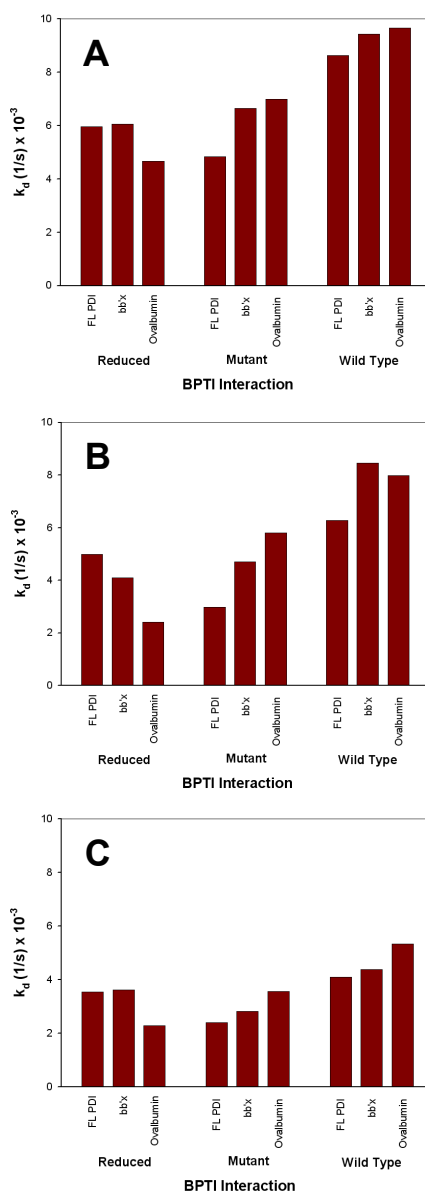 A
10
8
6
4
2
0
k_d (1/s) x 10^-3
FL PDI
bb'x
Ovalbumin
FL PDI
bb'x
Ovalbumin
FL PDI
bb'x
Ovalbumin
Reduced Mutant Wild Type
BPTI Interaction
B
10
8
6
4
2
0
k_d (1/s) x 10^-3
FL PDI
bb'x
Ovalbumin
FL PDI
bb'x
Ovalbumin
FL PDI
bb'x
Ovalbumin
Reduced Mutant Wild Type
BPTI Interaction
C
10
8
6
4
2
0
k_d (1/s) x 10^-3
FL PDI
bb'x
Ovalbumin
FL PDI
bb'x
Ovalbumin
FL PDI
bb'x
Ovalbumin
Reduced Mutant Wild Type
BPTI Interaction